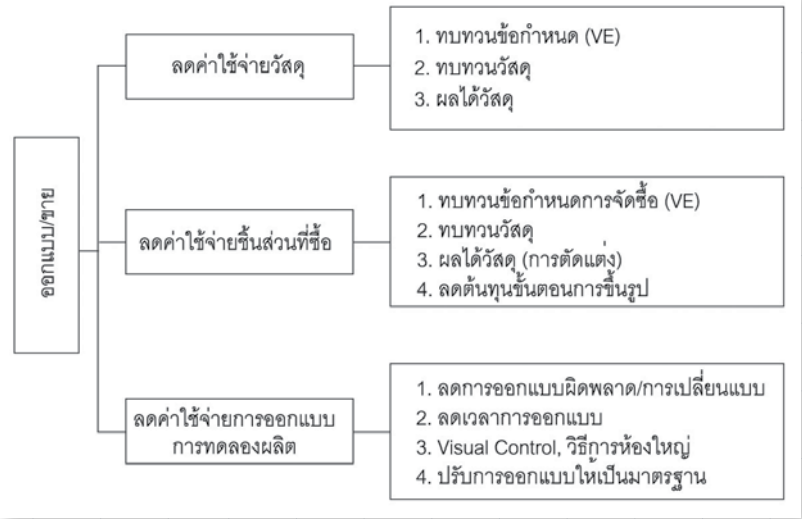 ออกแบบ/ขาย
ลดค่าใช้จ่ายวัสดุ
1. ทบทวนข้อกำหนด (VE)
2. ทบทวนวัสดุ
3. ผลได้วัสดุ
ลดค่าใช้จ่ายชิ้นส่วนที่ซื้อ
1. ทบทวนข้อกำหนดการจัดซื้อ (VE)
2. ทบทวนวัสดุ
3. ผลได้วัสดุ (การตัดแต่ง)
4. ลดต้นทุนขั้นตอนการขึ้นรูป
ลดค่าใช้จ่ายการออกแบบ
การทดลองผลิต
1. ลดการออกแบบผิดพลาด/การเปลี่ยนแบบ
2. ลดเวลาการออกแบบ
3. Visual Control, วิธีการห้องใหญ่
4. ปรับการออกแบบให้เป็นมาตรฐาน